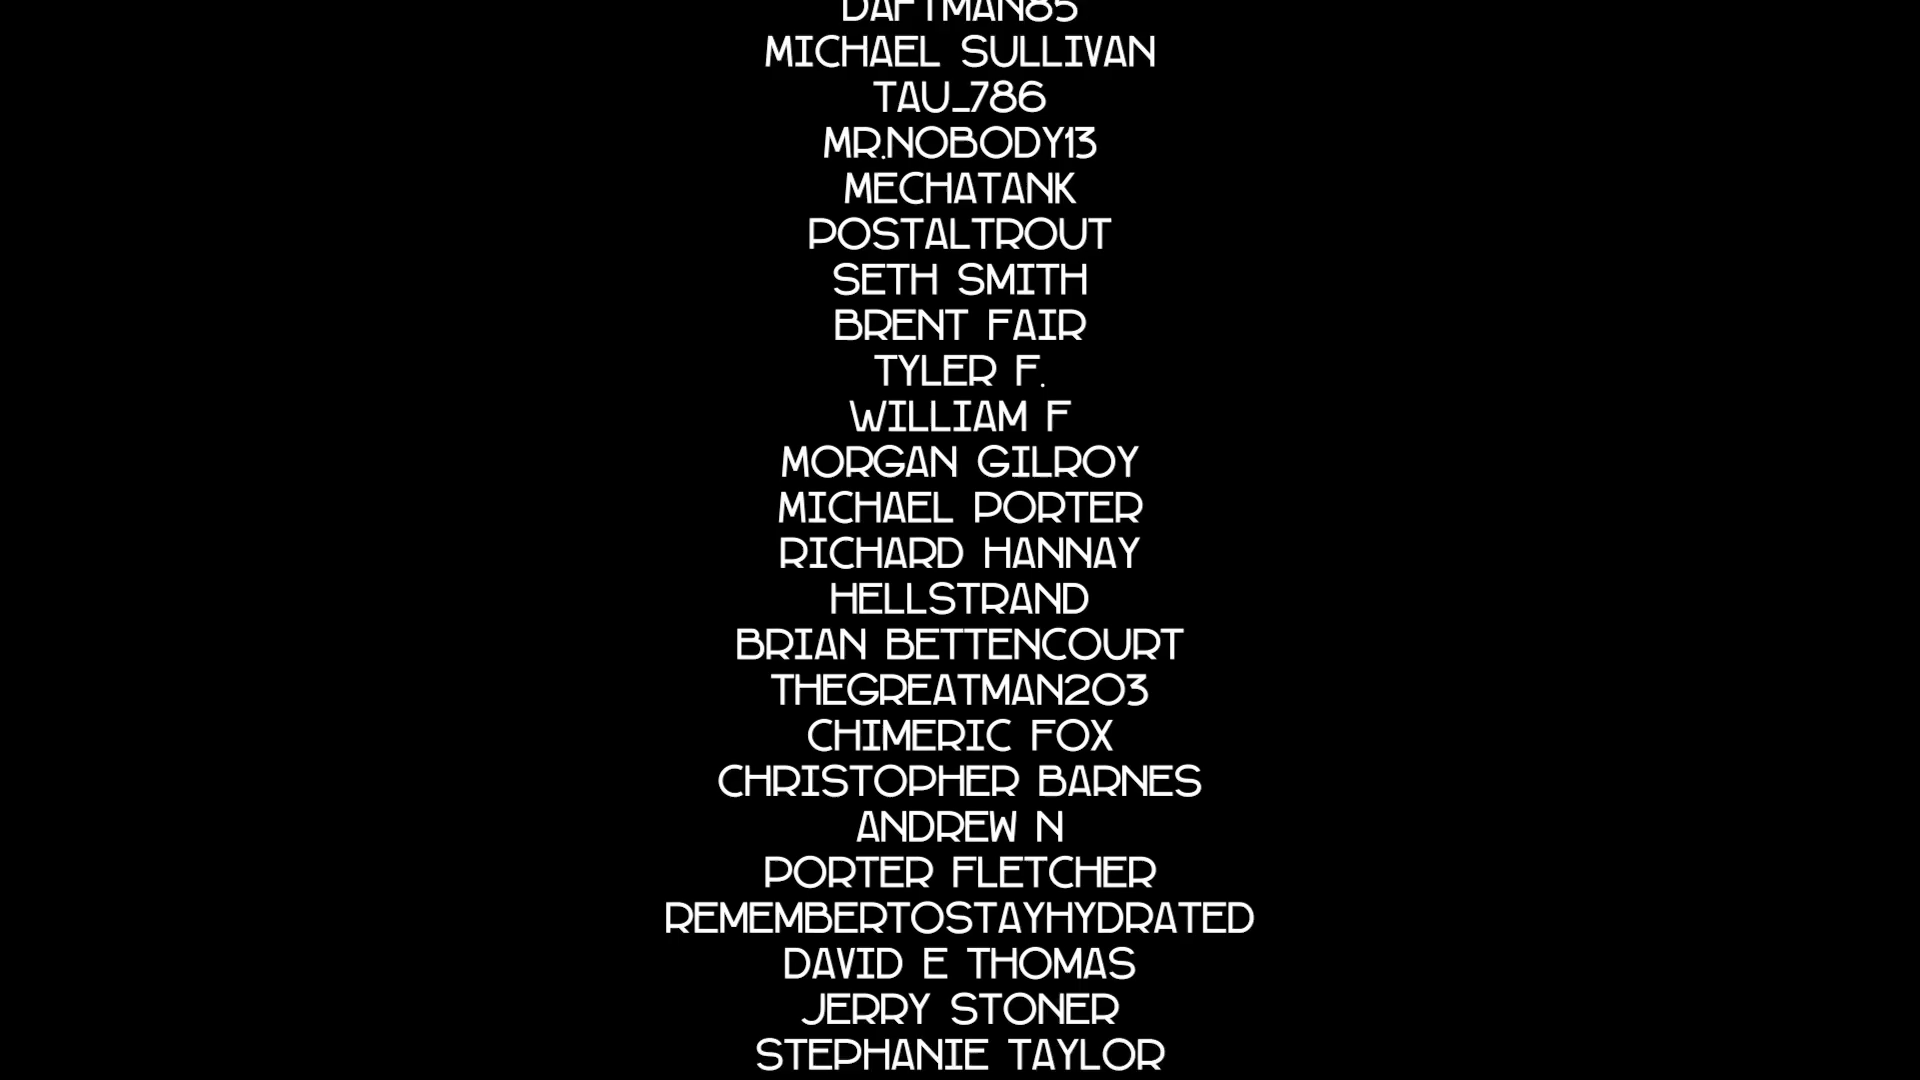 DAFTMAN85
MICHAEL SULLIVAN
TAU_786
MR.NOBODY13
MECHATANK
POSTALTROUT
SETH SMITH
BRENT FAIR
TYLER F.
WILLIAM F
MORGAN GILROY
MICHAEL PORTER
RICHARD HANNAY
HELLSTRAND
BRIAN BETTENCOURT
THEGREATMAN203
CHIMERIC FOX
CHRISTOPHER BARNES
ANDREW N
PORTER FLETCHER
REMEMBERTOSTAYHYDRATED
DAVID E THOMAS
JERRY STONER
STEPHANIE TAYLOR